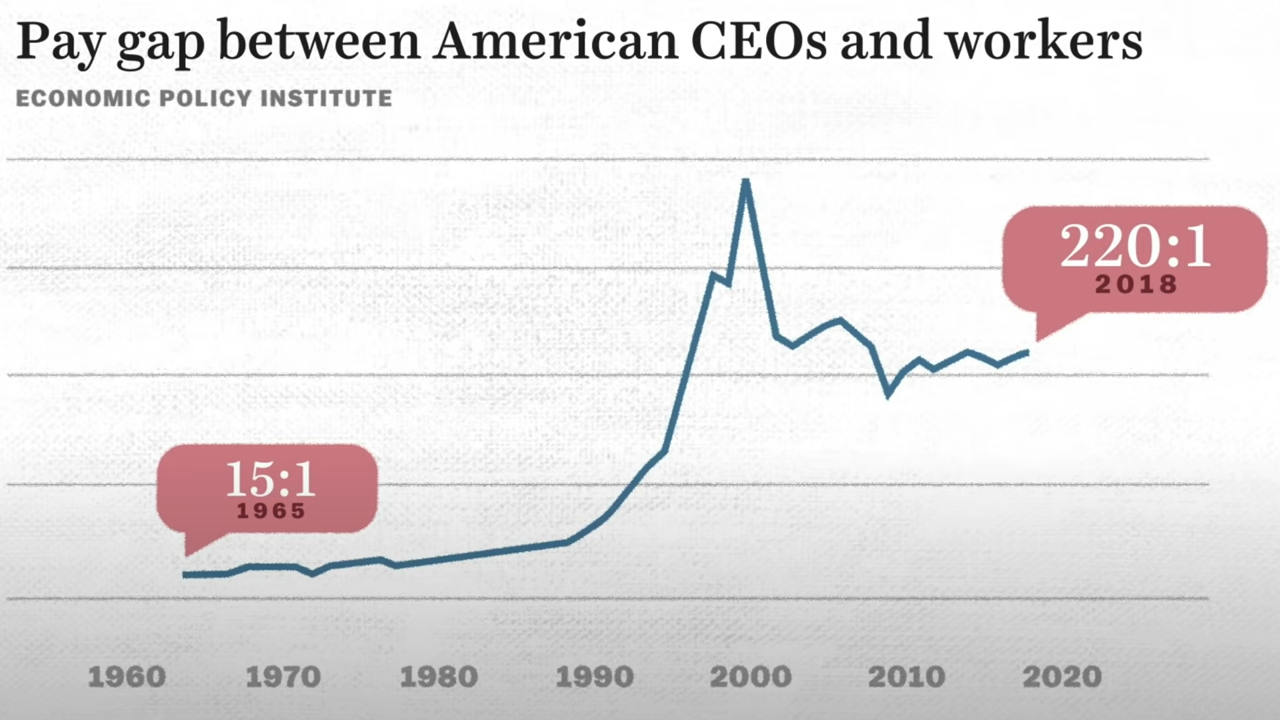 Pay gap between American CEOs and workers
ECONOMIC POLICY INSTITUTE
220:1
2018
15:1
1965
1960 1970 1980 1990 2000 2010 2020